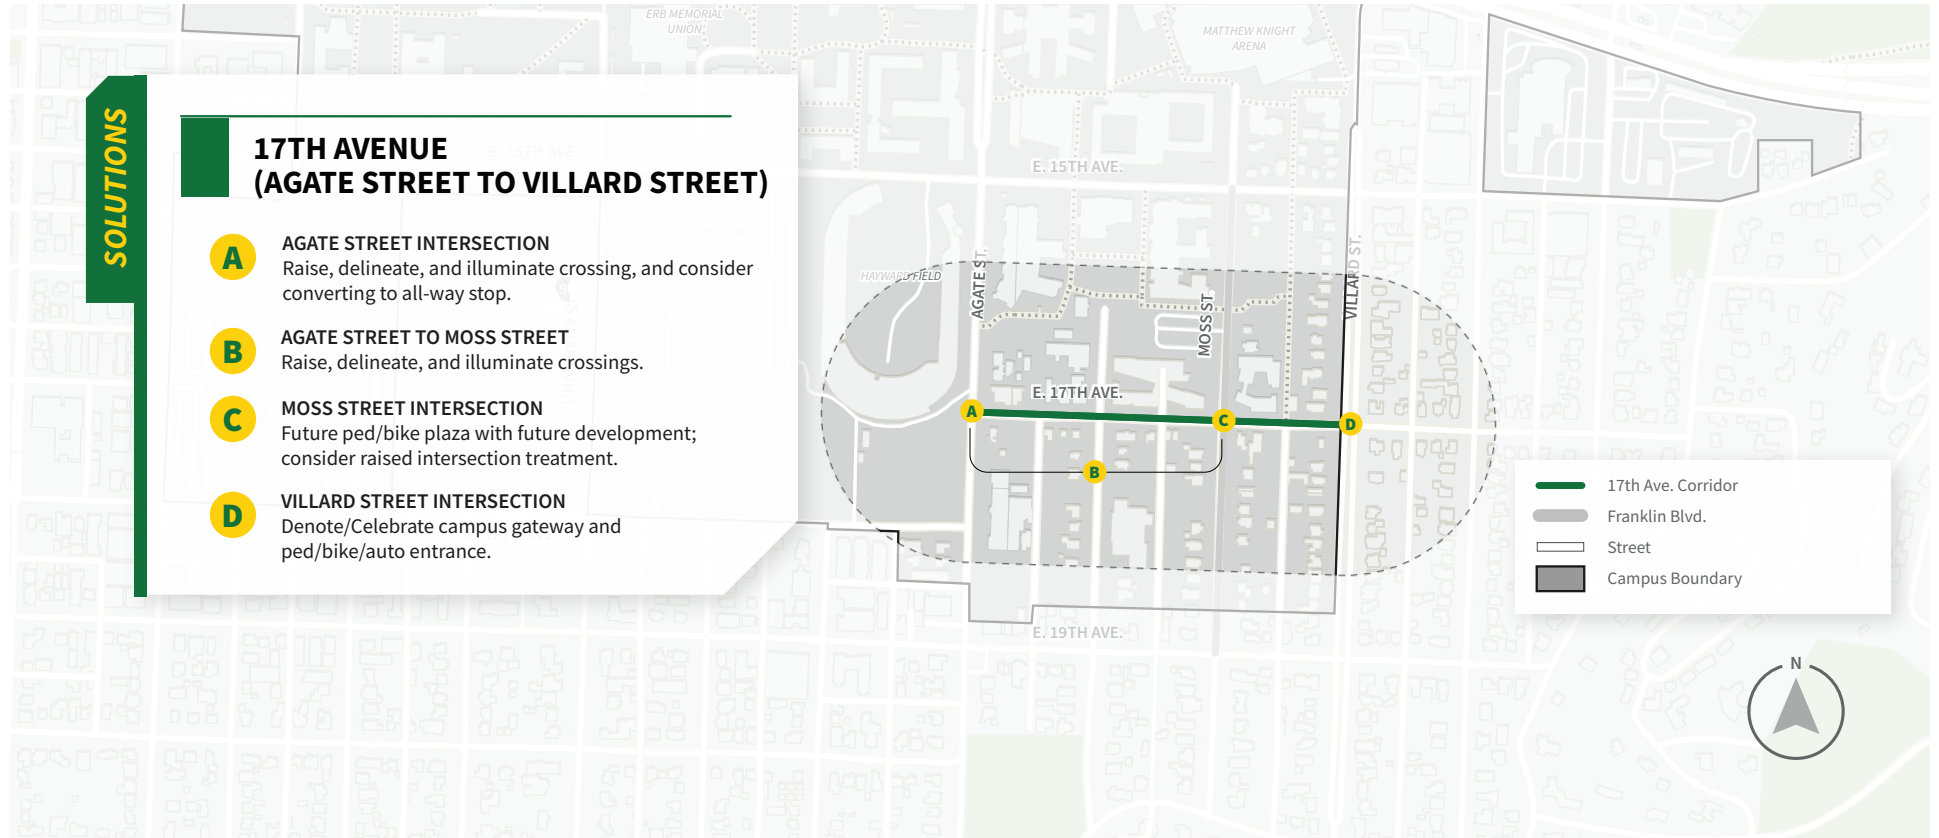 SOLUTIONS
17TH AVENUE
(AGATE STREET TO VILLARD STREET)
A
AGATE STREET INTERSECTION
Raise, delineate, and illuminate crossing, and consider
converting to all-way stop.
B
AGATE STREET TO MOSS STREET
Raise, delineate, and illuminate crossings.
C
MOSS STREET INTERSECTION
Future ped/bike plaza with future development;
consider raised intersection treatment.
D
VILLARD STREET INTERSECTION
Denote/Celebrate campus gateway and
ped/bike/auto entrance.
ERB MEMORIAL
UNION
MATTHEW KNIGHT
ARENA
E. 15TH AVE.
E. 15TH AVE.
HAYWARD FIELD
AGATE ST.
MOSS ST
VILLARD ST.
E. 17TH AVE.
A
C
D
B
E. 19TH AVE.
17th Ave. Corridor
Franklin Blvd.
Street
Campus Boundary
N